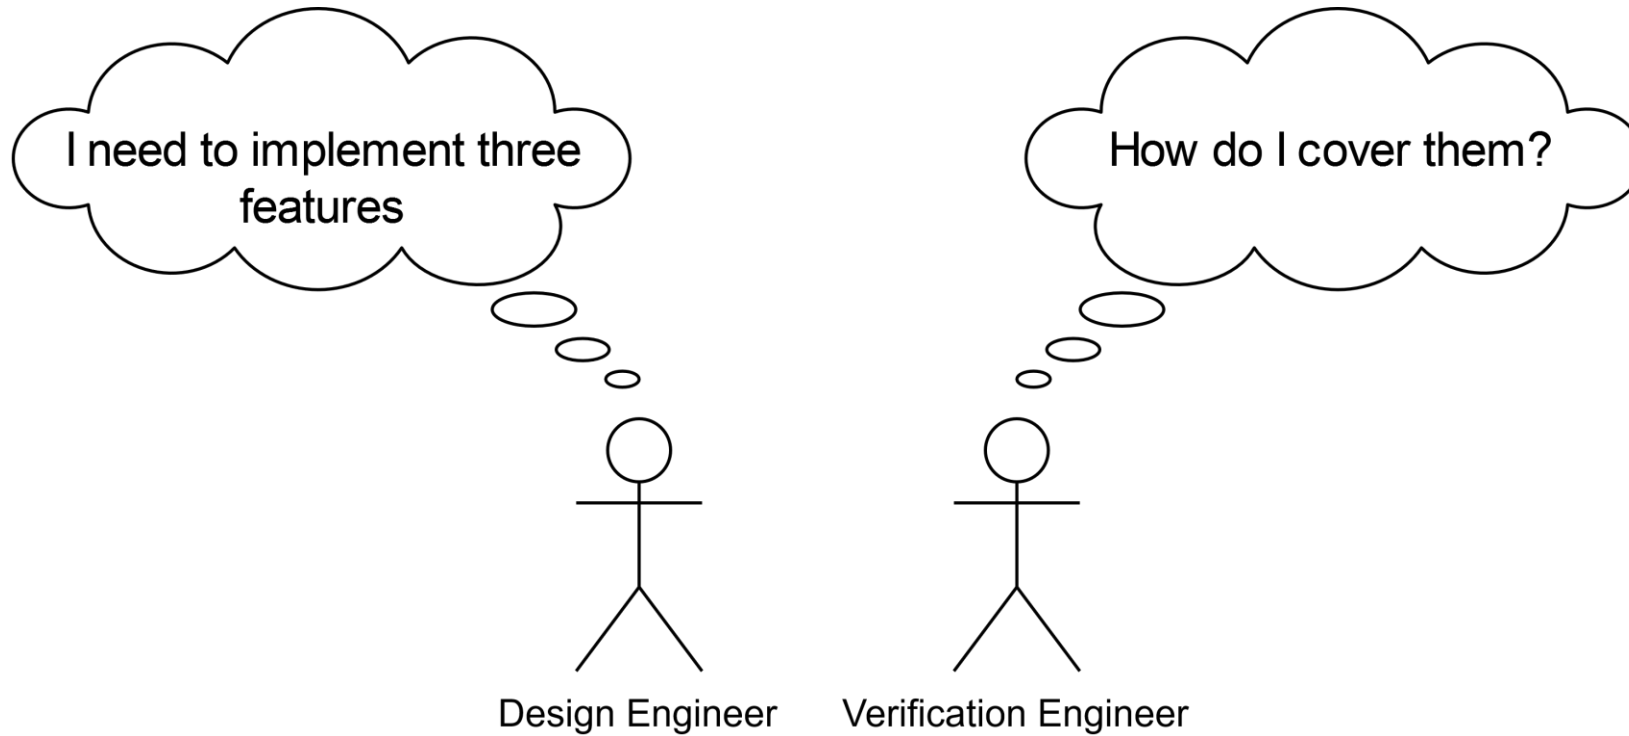 I need to implement three
features
How do I cover them?
Design Engineer
Verification Engineer